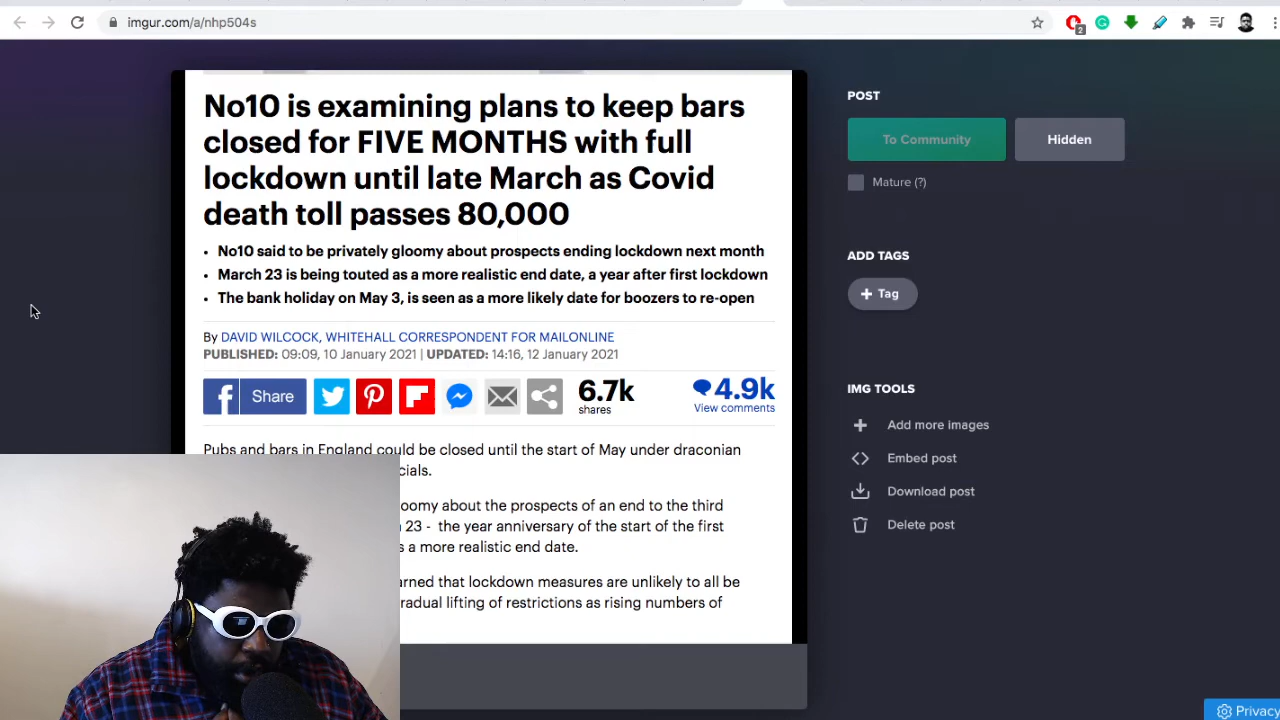 imgur.com/a/nhp504s
2
No10 is examining plans to keep bars
closed for FIVE MONTHS with full
lockdown until late March as Covid
death toll passes 80,000
• No10 said to be privately gloomy about prospects ending lockdown next month
• March 23 is being touted as a more realistic end date, a year after first lockdown
• The bank holiday on May 3, is seen as a more likely date for boozers to re-open
By DAVID WILCOCK, WHITEHALL CORRESPONDENT FOR MAILONLINE
PUBLISHED: 09:09, 10 January 2021 | UPDATED: 14:16, 12 January 2021
f Share
6.7k
shares
4.9k
View comments
Pubs and bars in England could be closed until the start of May under draconian
cials.
oomy about the prospects of an end to the third
23 - the year anniversary of the start of the first
s a more realistic end date.
arned that lockdown measures are unlikely to all be
radual lifting of restrictions as rising numbers of
POST
To Community
Hidden
Mature (?)
ADD TAGS
+ Tag
IMG TOOLS
Add more images
Embed post
Download post
Delete post
Privacy